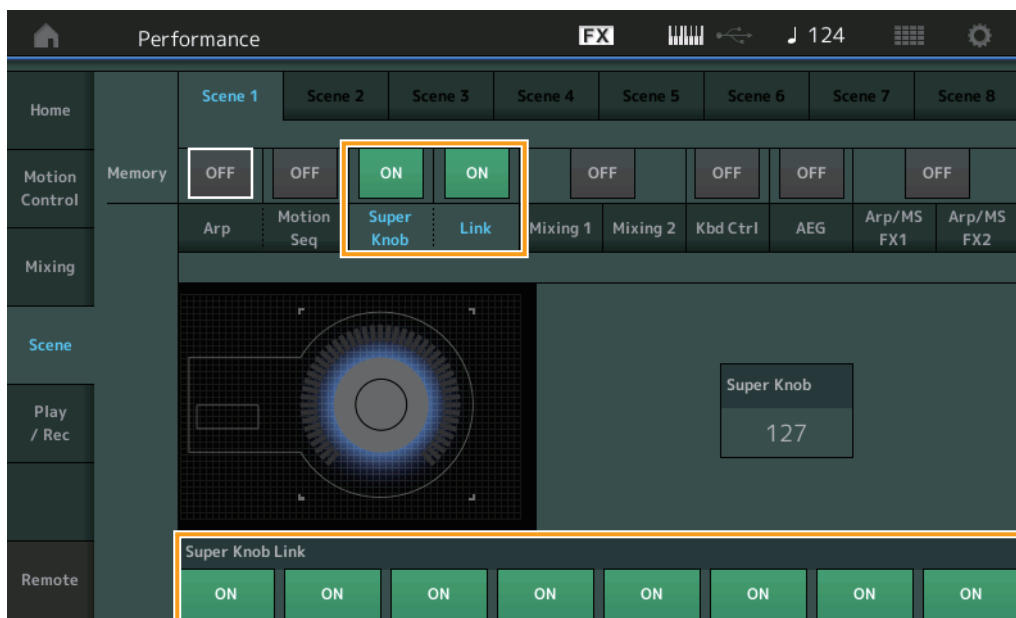 Performance
FX
124
Home
Motion
Control
Mixing
Scene
Play
/ Rec
Remote
Scene 1 Scene 2 Scene 3 Scene 4 Scene 5 Scene 6 Scene 7 Scene 8
Memory OFF OFF ON ON OFF OFF OFF OFF
Arp
Motion
Seq
Super
Knob
Link
Mixing 1
Mixing 2
Kbd Ctrl
AEG
Arp/MS
FX1
Arp/MS
FX2
Super Knob
127
Super Knob Link
ON ON ON ON ON ON ON ON